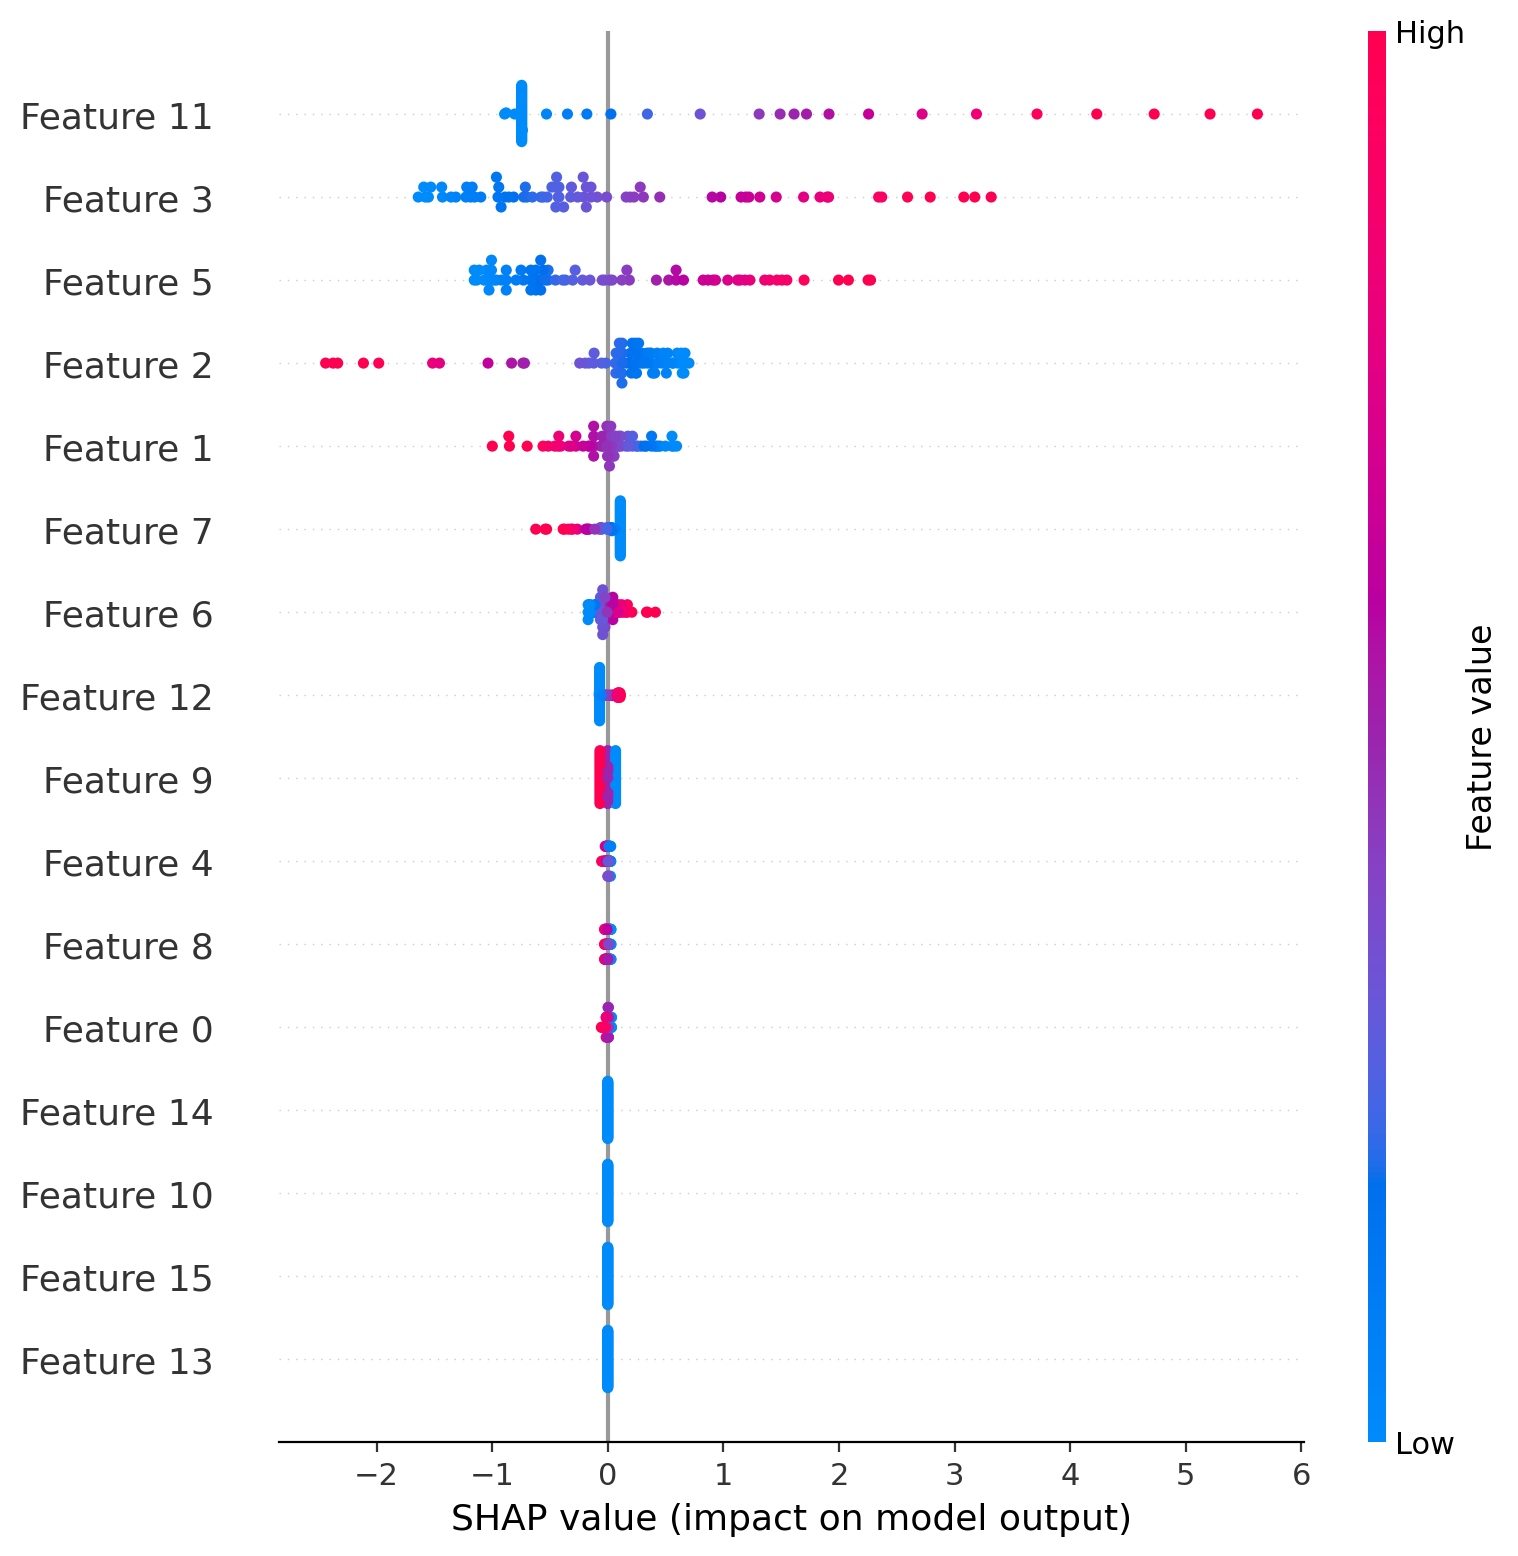 High
Feature 11
Feature 3
Feature 5
Feature 2
Feature 1
Feature 7
Feature 6
Feature 12
Feature 9
Feature 4
Feature 8
Feature 0
Feature 14
Feature 10
Feature 15
Feature 13
Feature value
Low
−2 −1 0 1 2 3 4 5 6
SHAP value (impact on model output)